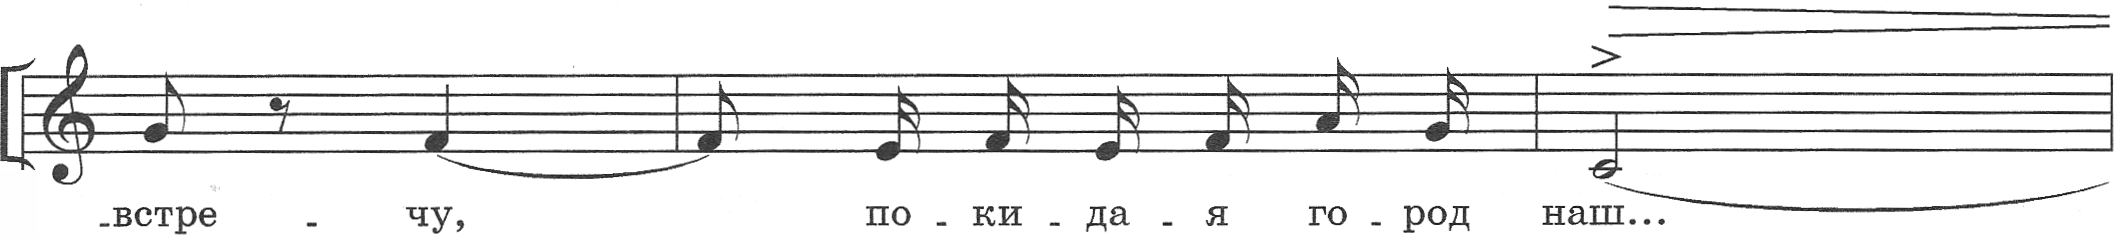 -встре - чу, по - ки - да - я го - род наш...